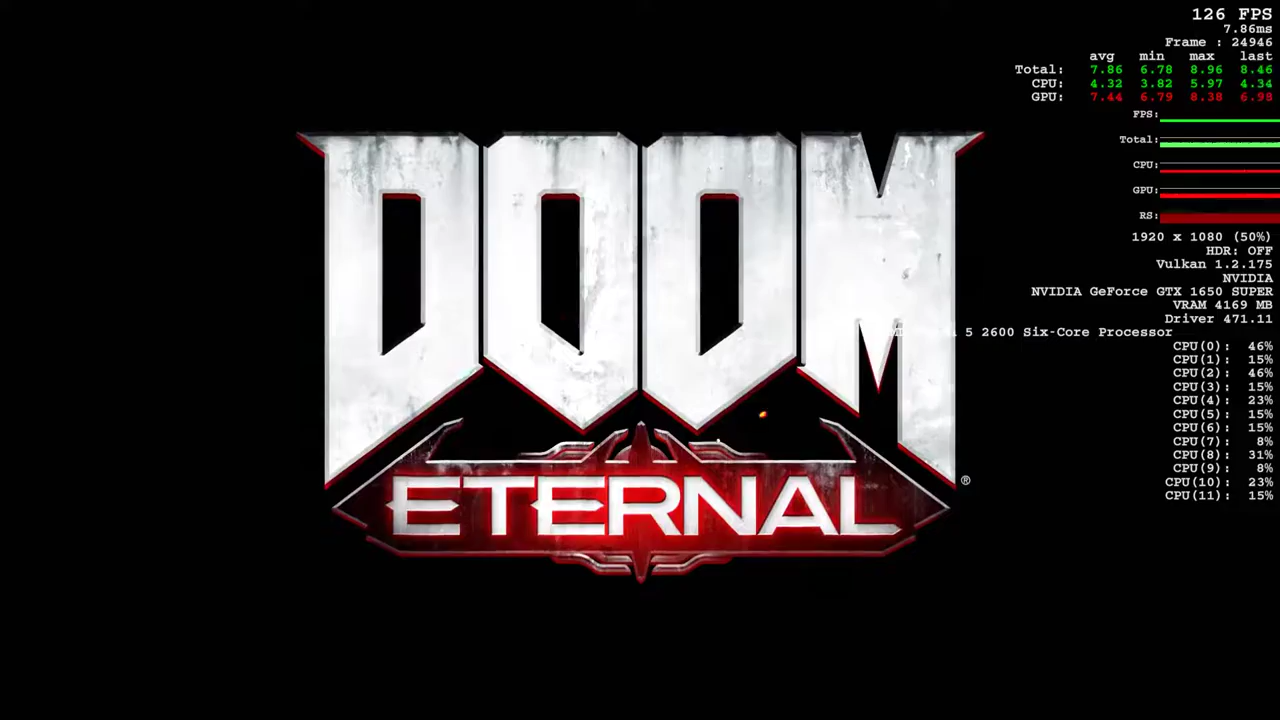 126 FPS
7.86ms
Frame : 24946
avg min max last
Total: 7.86 6.78 8.96 8.46
CPU: 4.32 3.82 5.97 4.34
GPU: 7.44 6.79 8.38 6.98
FPS:
Total:
CPU:
GPU:
RS:
1920 x 1080 (50%)
HDR: OFF
Vulkan 1.2.175
NVIDIA
NVIDIA GeForce GTX 1650 SUPER
VRAM 4169 MB
Driver 471.11
5 2600 Six-Core Processor
CPU(0): 46%
CPU(1): 15%
CPU(2): 46%
CPU(3): 15%
CPU(4): 23%
CPU(5): 15%
CPU(6): 15%
CPU(7): 8%
CPU(8): 31%
CPU(9): 8%
CPU(10): 23%
CPU(11): 15%
DOOM
ETERNAL®